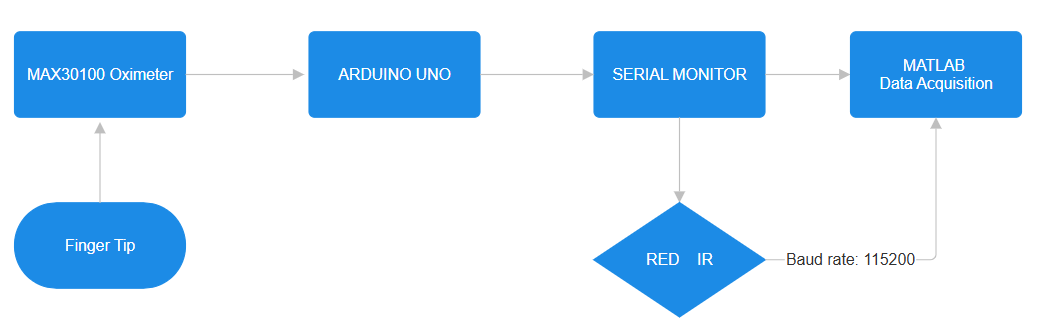 MAX30100 Oximeter
ARDUINO UNO
SERIAL MONITOR
MATLAB
Data Acquisition
Finger Tip
RED IR
Baud rate: 115200